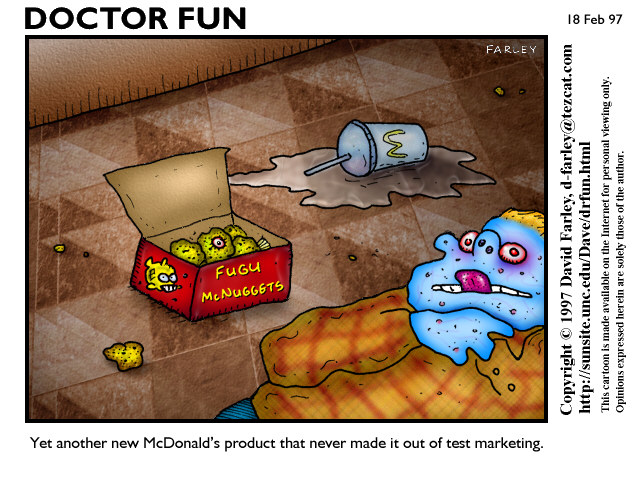 DOCTOR FUN
18 Feb 97
FARLEY
M
FUGU
McNUGGETS
Yet another new McDonald's product that never made it out of test marketing.
Copyright © 1997 David Farley, d-farley@tezcat.com
http://sunsite.unc.edu/Dave/drfun.html
This cartoon is made available on the Internet for personal viewing only.
Opinions expressed herein are solely those of the author.